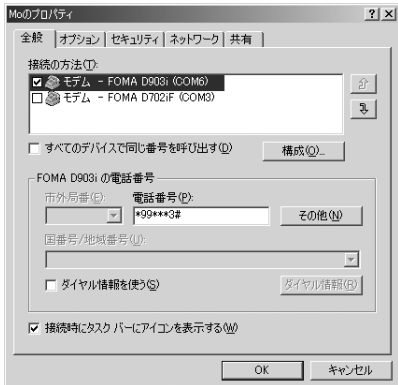 Moのプロパティ
全般 オプション セキュリティ ネットワーク 共有
接続の方法(T):
モデム - FOMA D903i (COM6)
モデム - FOMA D702iF (COM3)
すべてのデバイスで同じ番号を呼び出す(D) 構成(O)...
FOMA D903i の電話番号
市外局番(E): 電話番号(P):
*99***3# その他(N)
国番号/地域番号(U):
ダイヤル情報を使う(S) ダイヤル情報(R)
接続時にタスク バーにアイコンを表示する(W)
OK キャンセル